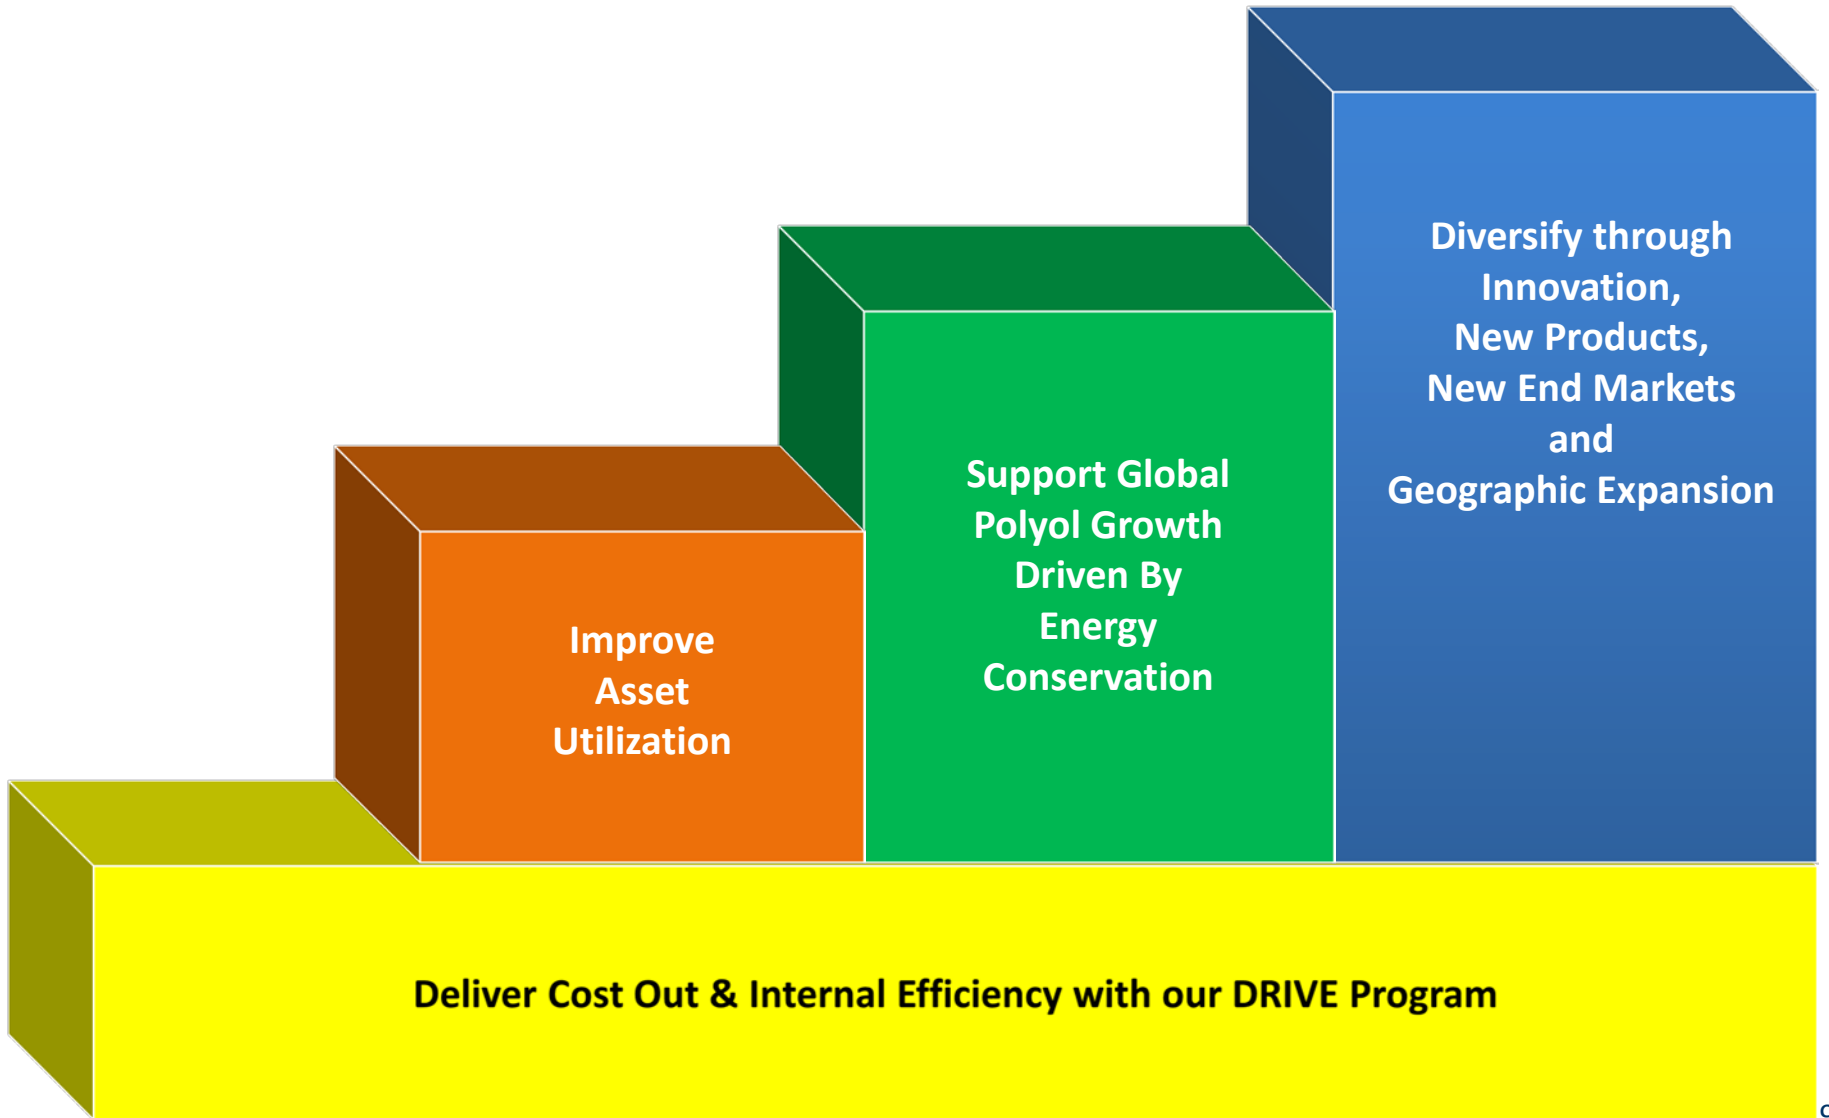 Diversify through
Innovation,
New Products,
New End Markets
and
Geographic Expansion
Support Global
Polyol Growth
Driven By
Energy
Conservation
Improve
Asset
Utilization
Deliver Cost Out & Internal Efficiency with our DRIVE Program